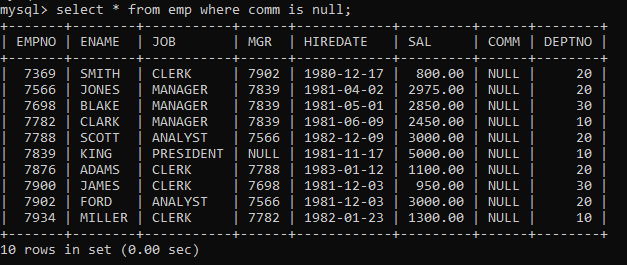 mysql> select * from emp where comm is null;
+-------+--------+-----------+------+------------+---------+------+--------+
| EMPNO | ENAME  | JOB       | MGR  | HIREDATE   | SAL     | COMM | DEPTNO |
+-------+--------+-----------+------+------------+---------+------+--------+
|  7369 | SMITH  | CLERK     | 7902 | 1980-12-17 |  800.00 | NULL |     20 |
|  7566 | JONES  | MANAGER   | 7839 | 1981-04-02 | 2975.00 | NULL |     20 |
|  7698 | BLAKE  | MANAGER   | 7839 | 1981-05-01 | 2850.00 | NULL |     30 |
|  7782 | CLARK  | MANAGER   | 7839 | 1981-06-09 | 2450.00 | NULL |     10 |
|  7788 | SCOTT  | ANALYST   | 7566 | 1982-12-09 | 3000.00 | NULL |     20 |
|  7839 | KING   | PRESIDENT | NULL | 1981-11-17 | 5000.00 | NULL |     10 |
|  7876 | ADAMS  | CLERK     | 7788 | 1983-01-12 | 1100.00 | NULL |     20 |
|  7900 | JAMES  | CLERK     | 7698 | 1981-12-03 |  950.00 | NULL |     30 |
|  7902 | FORD   | ANALYST   | 7566 | 1981-12-03 | 3000.00 | NULL |     20 |
|  7934 | MILLER | CLERK     | 7782 | 1982-01-23 | 1300.00 | NULL |     10 |
+-------+--------+-----------+------+------------+---------+------+--------+
10 rows in set (0.00 sec)